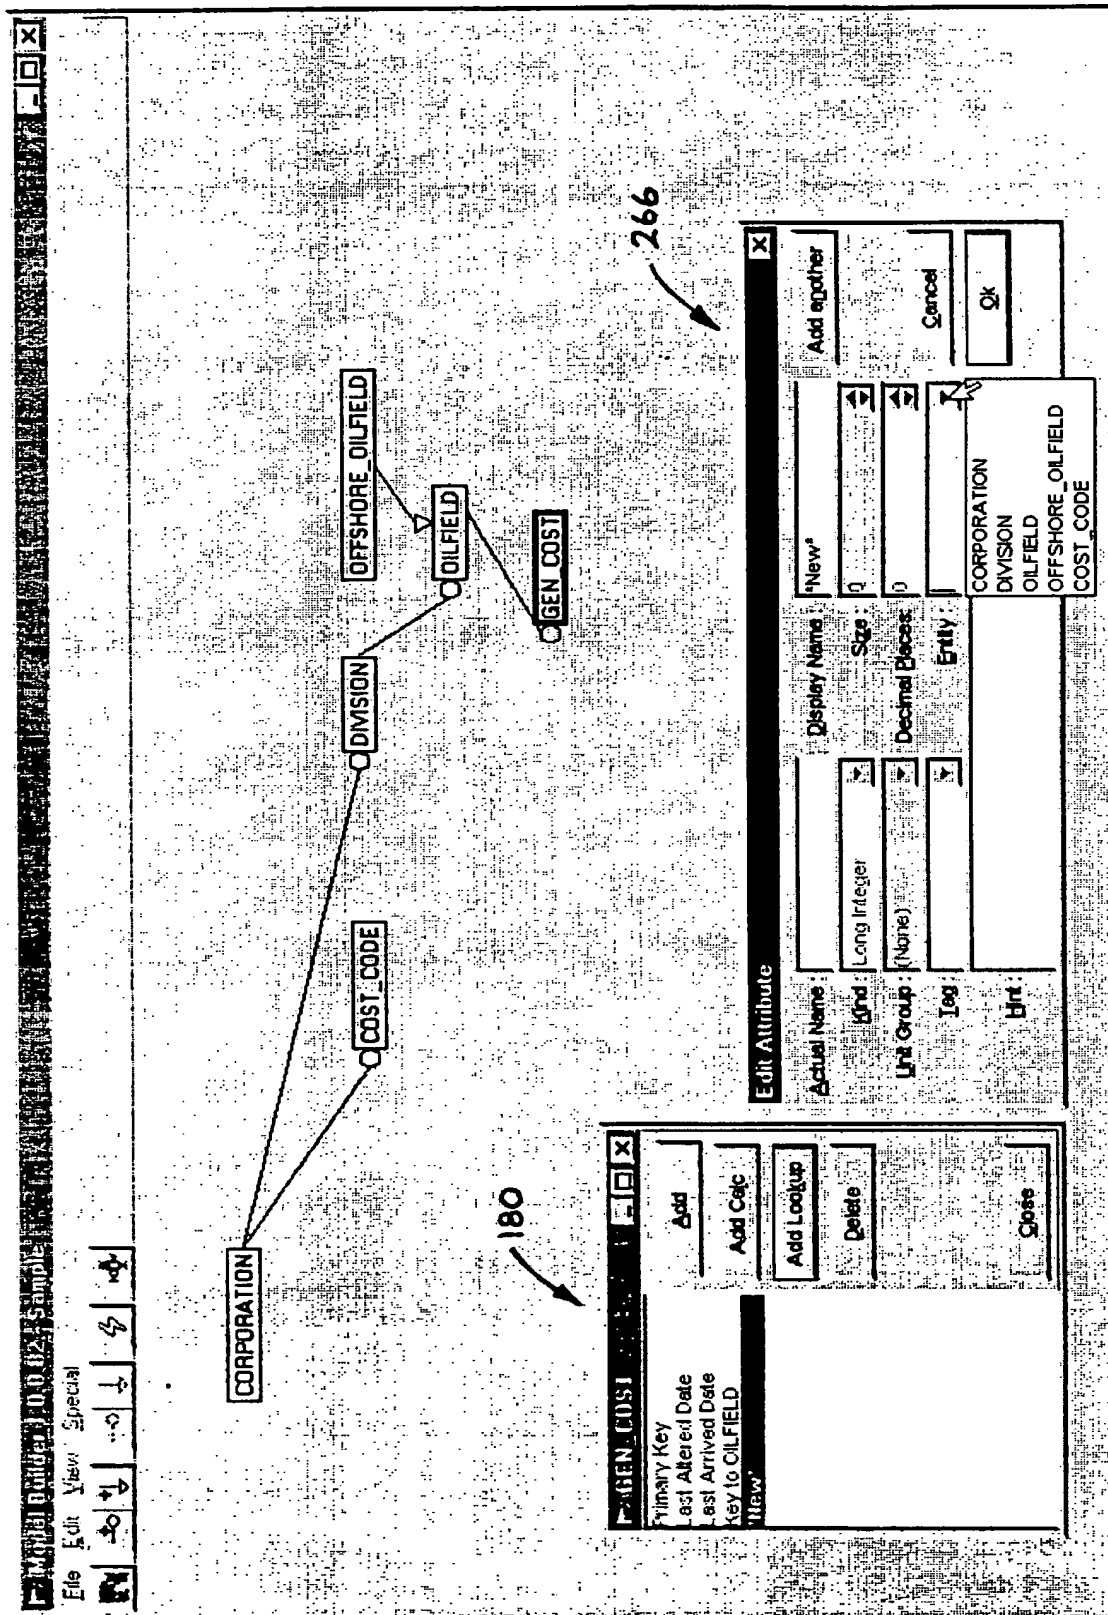 Model Builder
File Edit View Special
CORPORATION
COST_CODE
DIVISION
OFFSHORE_OILFIELD
OILFIELD
GEN_COST
180
266
GEN_COST
Primary Key
Last Altered Date
Last Arrived Date
Key to OILFIELD
*New*
Add
Add Calc
Add Lookup
Delete
Close
Edit Attribute
Actual Name :
Display Name : *New*
Add another
Kind : Long Integer
Size : 0
Unit Group : (None)
Decimal Places: 0
Cancel
Tag :
Entity :
Hint :
Ok
CORPORATION
DIVISION
OILFIELD
OFFSHORE_OILFIELD
COST_CODE